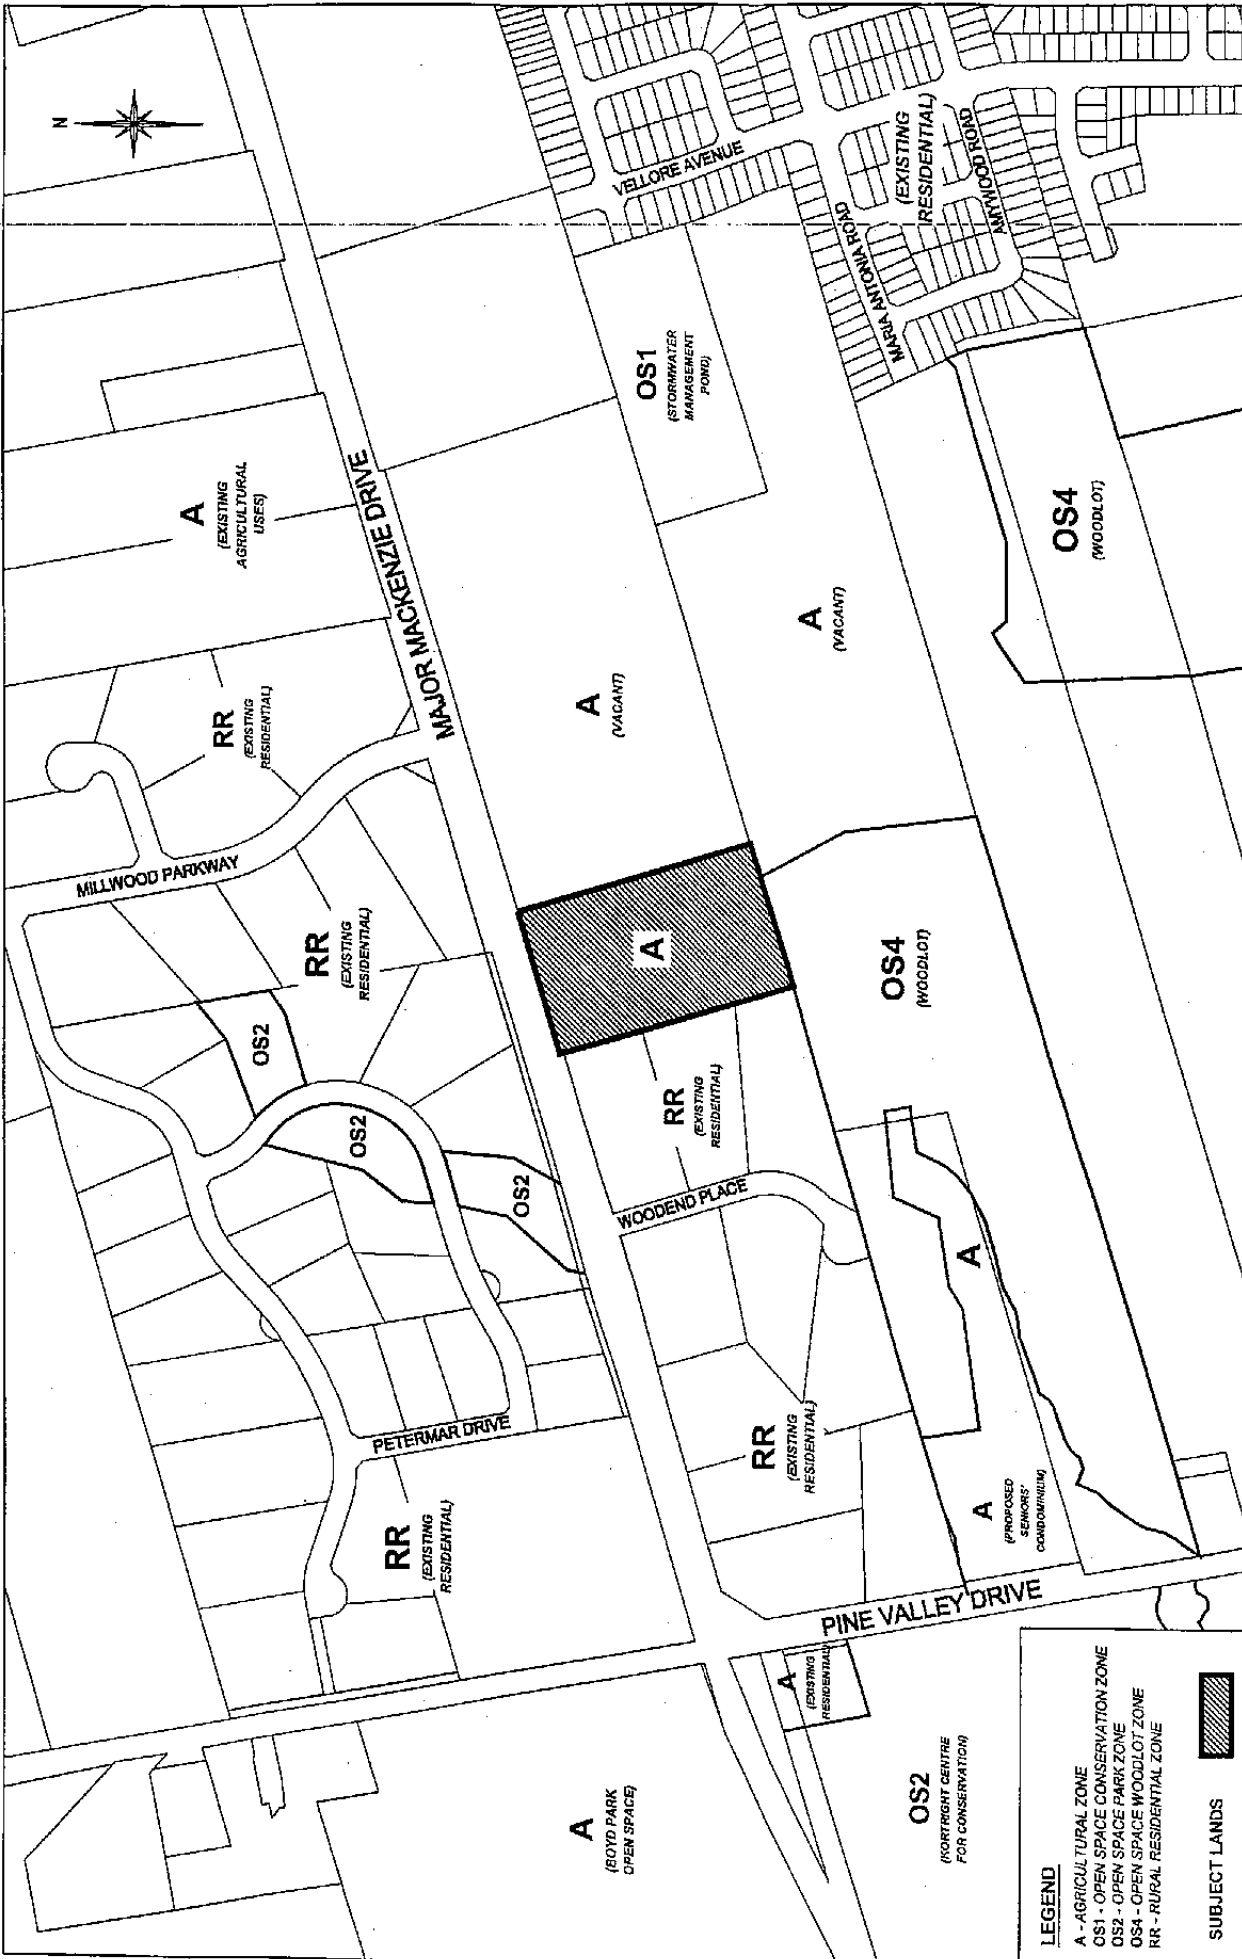 N
VELLORE AVENUE
MARIA ANTONIA ROAD
(EXISTING
RESIDENTIAL)
AMYWOOD ROAD
OS1
(STORMWATER
MANAGEMENT
POND)
A
(EXISTING
AGRICULTURAL
USES)
MAJOR MACKENZIE DRIVE
OS4
(WOODLOT)
A
(VACANT)
A
(VACANT)
RR
(EXISTING
RESIDENTIAL)
MILLWOOD PARKWAY
RR
(EXISTING
RESIDENTIAL)
A
OS4
(WOODLOT)
OS2
OS2
OS2
RR
(EXISTING
RESIDENTIAL)
WOODEND PLACE
A
PETERMAR DRIVE
RR
(EXISTING
RESIDENTIAL)
RR
(EXISTING
RESIDENTIAL)
A
(PROPOSED
SENIORS'
CONDOMINIUM)
PINE VALLEY DRIVE
A
(EXISTING
RESIDENTIAL)
A
(BOYD PARK
OPEN SPACE)
OS2
(KORTRIGHT CENTRE
FOR CONSERVATION)
LEGEND
A - AGRICULTURAL ZONE
OS1 - OPEN SPACE CONSERVATION ZONE
OS2 - OPEN SPACE PARK ZONE
OS4 - OPEN SPACE WOODLOT ZONE
RR - RURAL RESIDENTIAL ZONE
SUBJECT LANDS